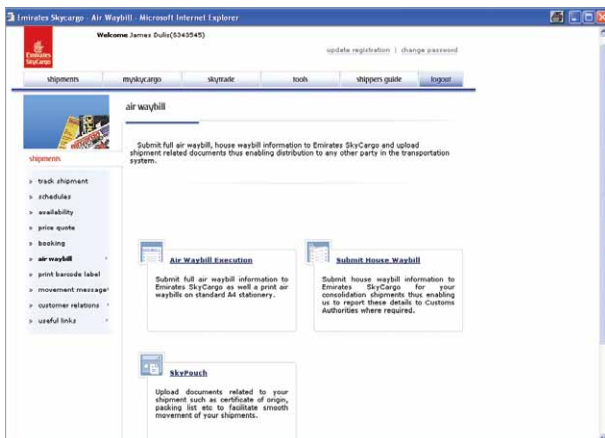 Emirates Skycargo - Air Waybill - Microsoft Internet Explorer
Welcome James Dulis(5343545)
Emirates
SkyCargo
update registration | change password
shipments myskycargo skytrade tools shippers guide logout
air waybill
Submit full air waybill, house waybill information to Emirates SkyCargo and upload
shipment related documents thus enabling distribution to any other party in the transportation
system.
shipments
» track shipment
» schedules
» availability
» price quote
» booking
» air waybill
» print barcode label
» movement message
» customer relations
» useful links
Air Waybill Execution
Submit full air waybill information to
Emirates SkyCargo as well a print air
waybills on standard A4 stationery.
Submit House Waybill
Submit house waybill information to
Emirates SkyCargo for your
consolidation shipments thus enabling
us to report these details to Customs
Authorities where required.
SkyPouch
Upload documents related to your
shipment such as certificate of origin,
packing list etc to facilitate smooth
movement of your shipments.